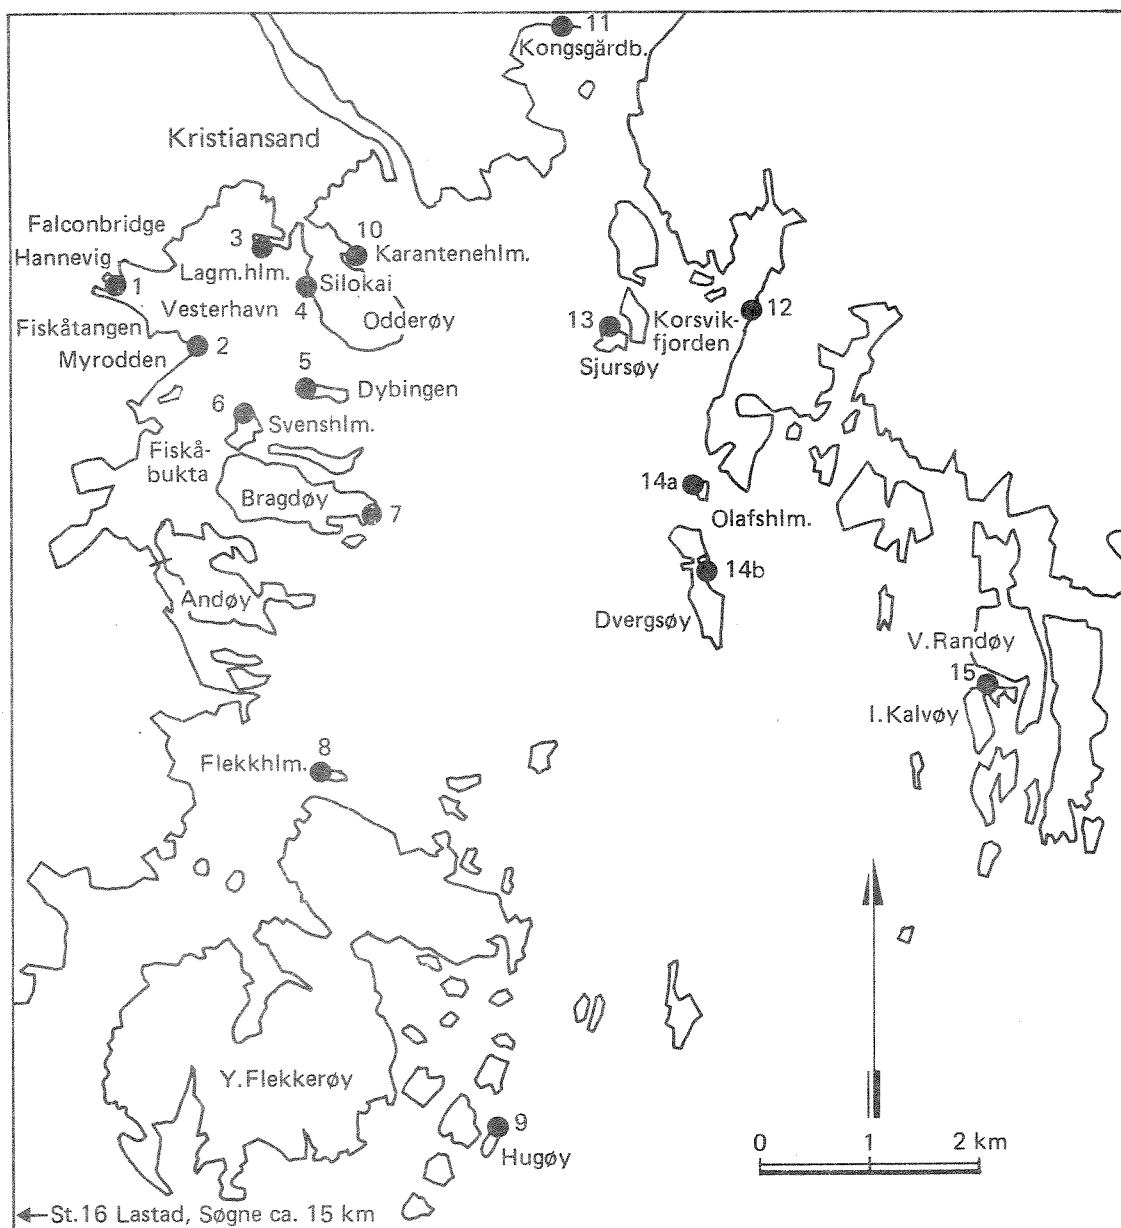 11
Kongsgårdb.
Kristiansand
Falconbridge
3
10
Hannevig
Karantenehlm.
1
Lagm.hlm.
Silokai
Vesterhavn
4
Odderøy
12
13
Korsvik-
fjorden
Fiskåtangen
Myrodden
2
Sjursøy
5
Dybingen
6
Svenshlm.
Fiskå-
bukta
Bragdøy
7
14a
Olafshlm.
14b
Andøy
Dvergsøy
V.Randøy
15
I.Kalvøy
8
Flekkhlm.
Y.Flekkerøy
9
Hugøy
0 1 2 km
←St.16 Lastad, Søgne ca. 15 km